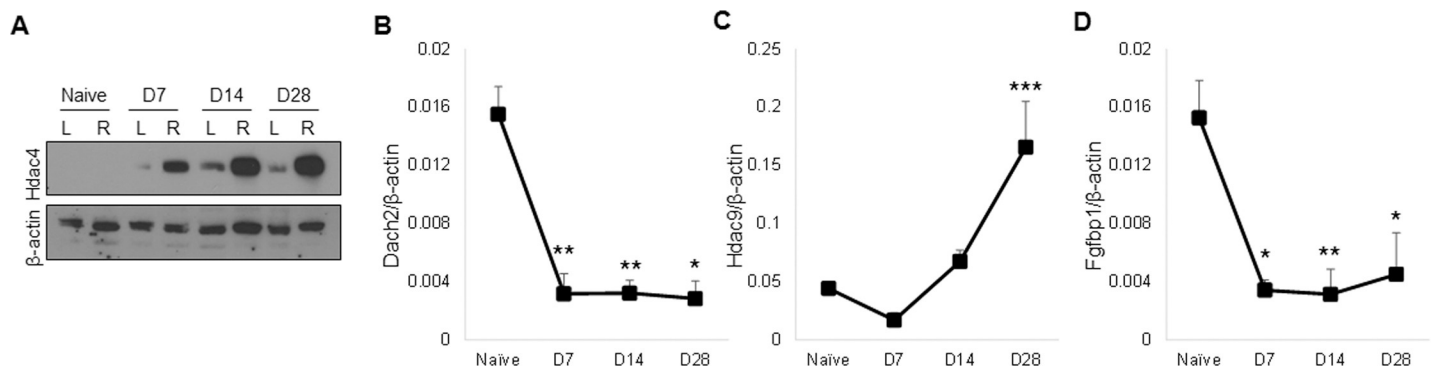 A
Naive D7 D14 D28
L R L R L R L R
Hdac4
β-actin
B
Dach2/β-actin
0.02
0.016
0.012
0.008
0.004
0
** ** *
Naïve D7 D14 D28
C
Hdac9/β-actin
0.25
0.2
0.15
0.1
0.05
0
***
Naïve D7 D14 D28
D
Fgfbp1/β-actin
0.02
0.016
0.012
0.008
0.004
0
* ** *
Naïve D7 D14 D28